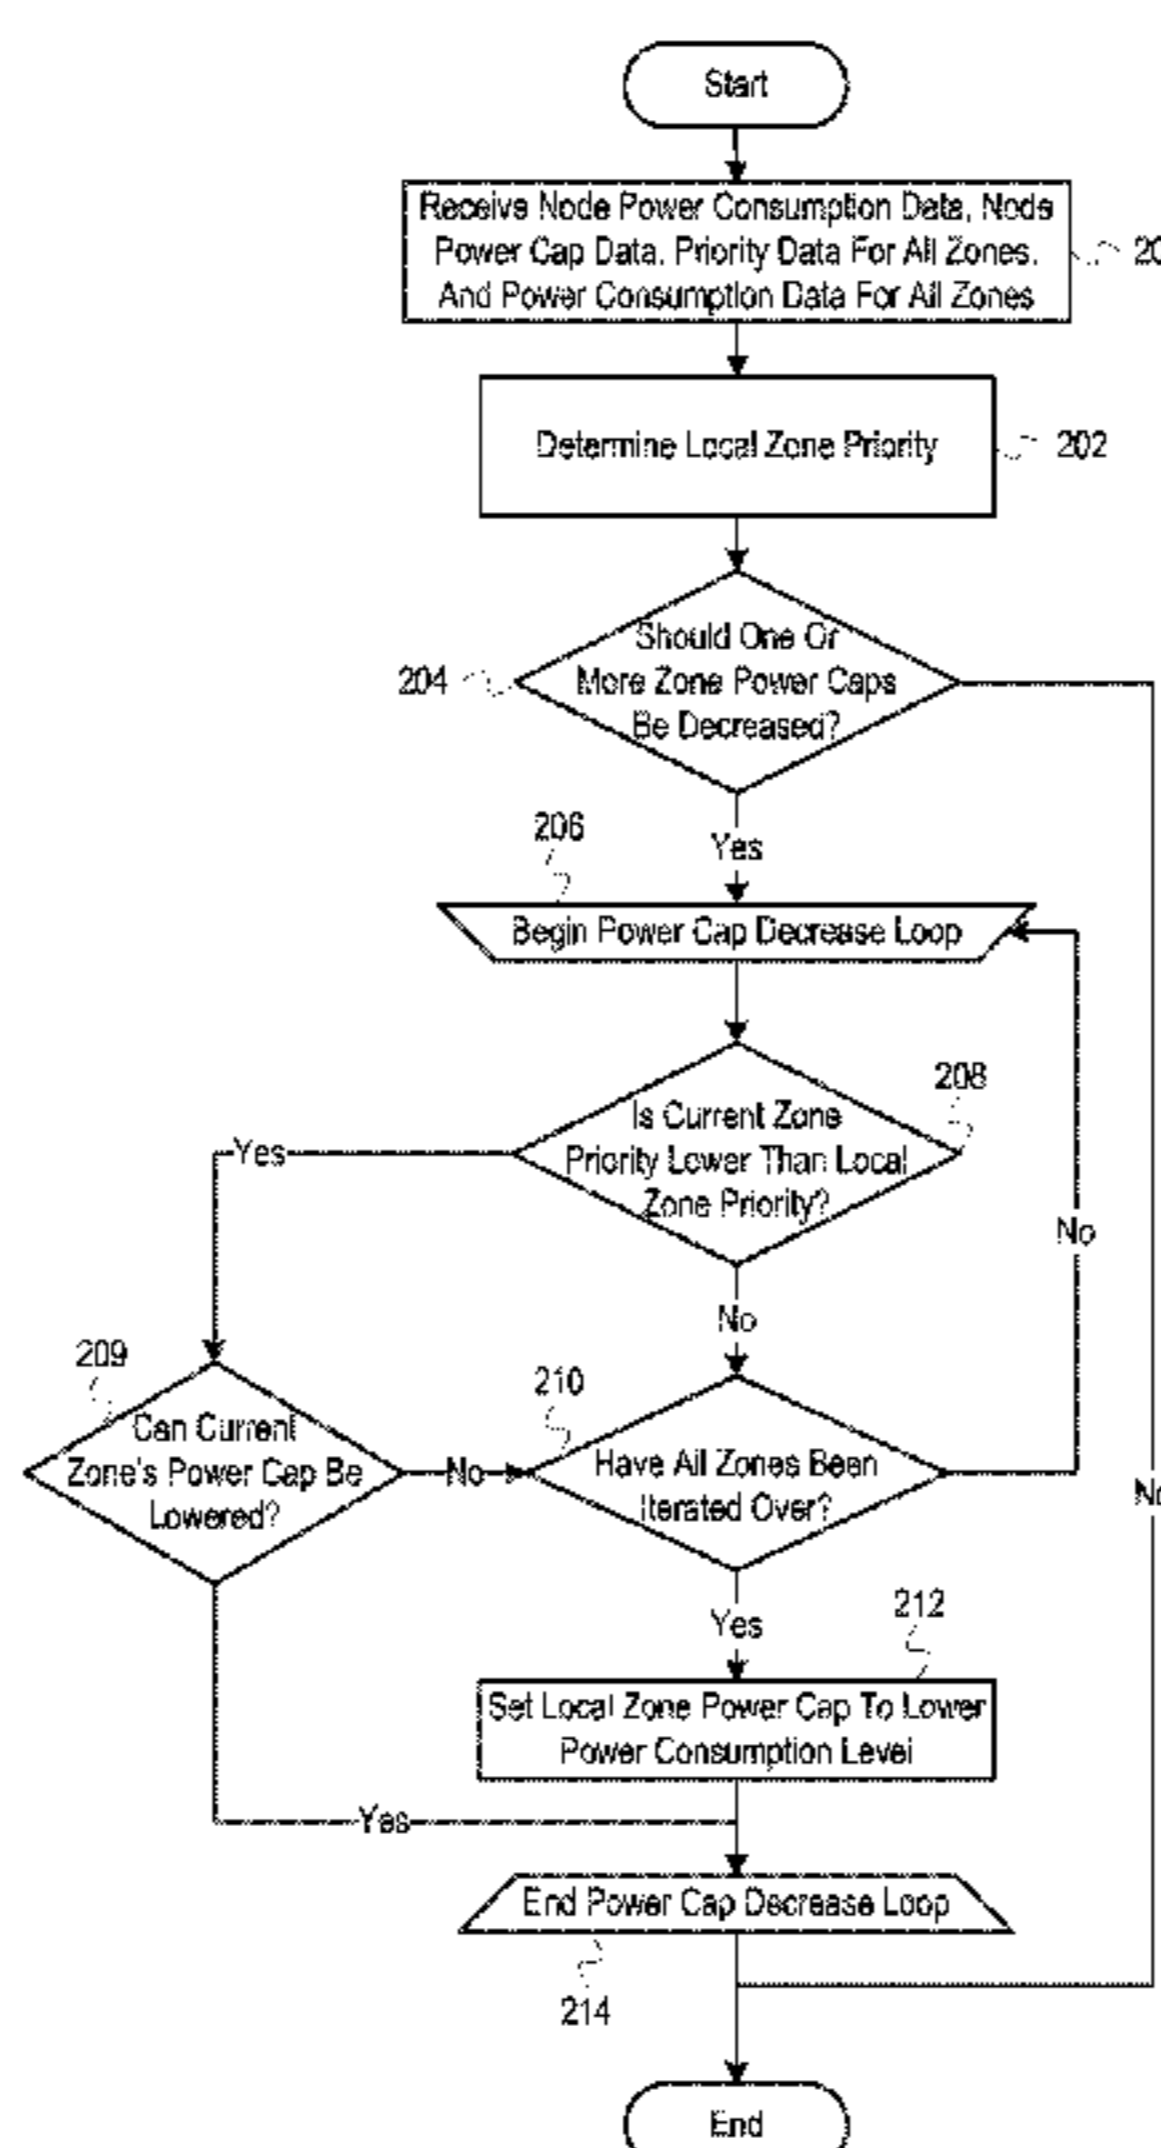 Start
Receive Node Power Consumption Data, Node
Power Cap Data, Priority Data For All Zones,
And Power Consumption Data For All Zones
20
Determine Local Zone Priority
202
Should One Or
More Zone Power Caps
Be Decreased?
204
Yes
206
Begin Power Cap Decrease Loop
208
Is Current Zone
Priority Lower Than Local
Zone Priority?
Yes
No
No
209
Can Current
Zone's Power Cap Be
Lowered?
No
210
Have All Zones Been
Iterated Over?
No
Yes
212
Set Local Zone Power Cap To Lower
Power Consumption Level
Yes
End Power Cap Decrease Loop
214
End